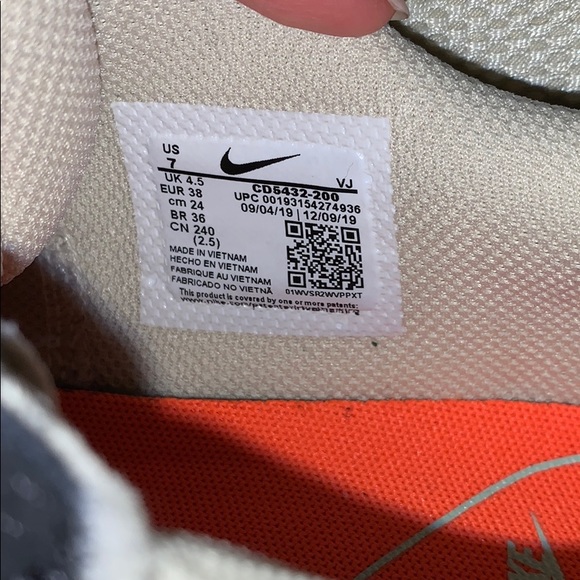 US
7
VJ
UK 4.5
CD5432-200
EUR 38
UPC 00193154274936
cm 24
09/04/19 | 12/09/19
BR 36
CN 240
(2.5)
MADE IN VIETNAM
HECHO EN VIETNAM
FABRIQUE AU VIETNAM
FABRICADO NO VIETNÃ
01WVSR2WVPPXT
This product is covered by one or more patents:
NIKE